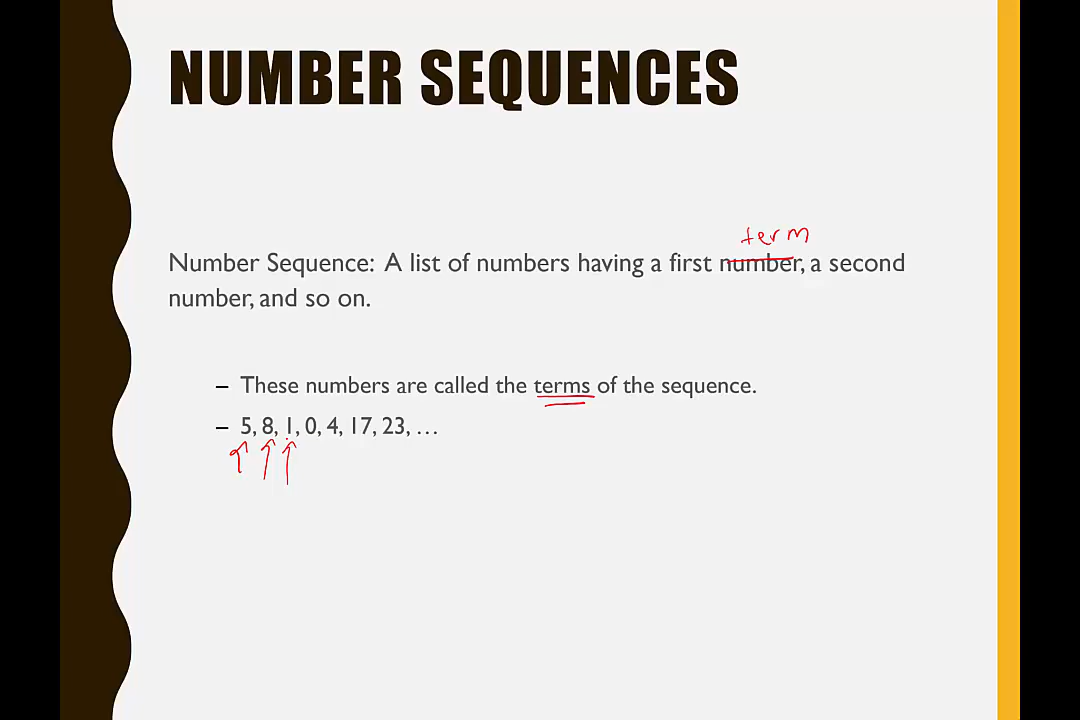 NUMBER SEQUENCES
term
Number Sequence: A list of numbers having a first number, a second
number, and so on.
– These numbers are called the terms of the sequence.
– 5, 8, 1, 0, 4, 17, 23, …